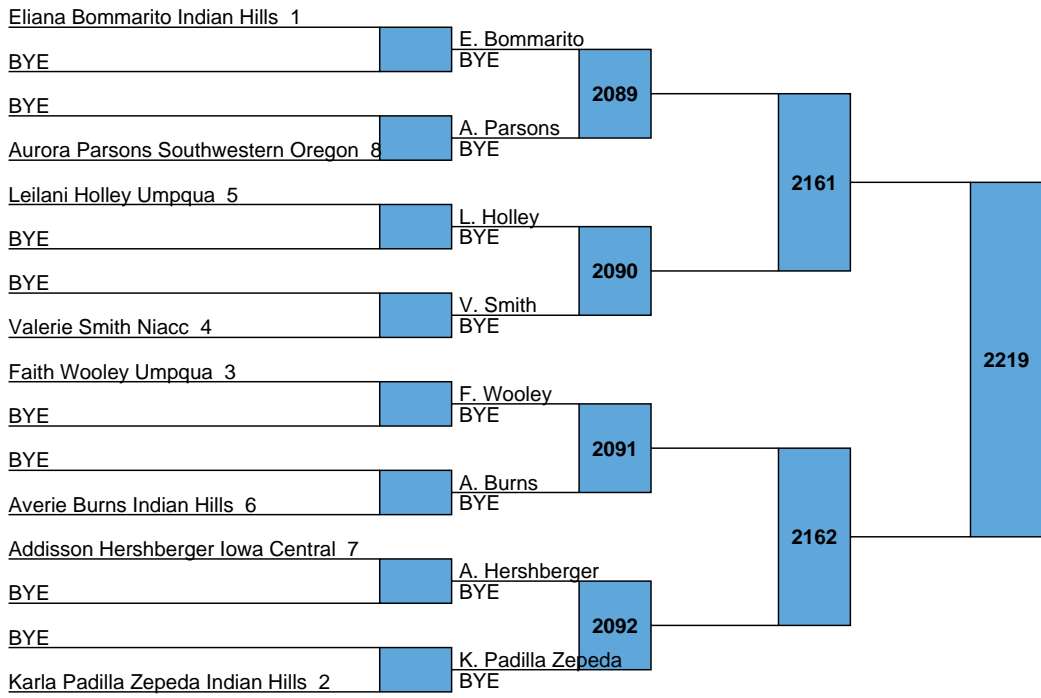 Eliana Bommarito Indian Hills 1
BYE
BYE
Aurora Parsons Southwestern Oregon 8
Leilani Holley Umpqua 5
BYE
BYE
Valerie Smith Niacc 4
Faith Wooley Umpqua 3
BYE
BYE
Averie Burns Indian Hills 6
Addisson Hershberger Iowa Central 7
BYE
BYE
Karla Padilla Zepeda Indian Hills 2
E. Bommarito
BYE
A. Parsons
BYE
L. Holley
BYE
V. Smith
BYE
F. Wooley
BYE
A. Burns
BYE
A. Hershberger
BYE
K. Padilla Zepeda
BYE
2089
2090
2091
2092
2161
2162
2219